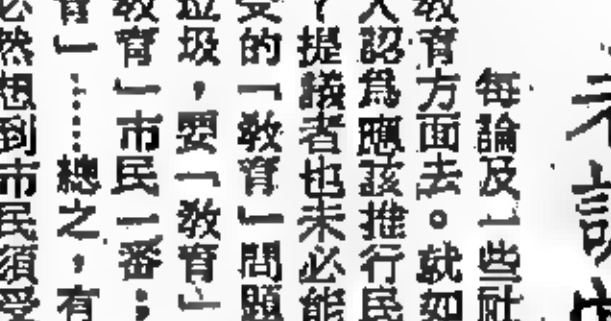 每論及一些社
教育方面去。就如
人認爲應該推行民
提議者也未必能
受的「教育」問題
垃圾,要「教育」
教育」市民一番…
育」……總之,有
必然想到市民須受